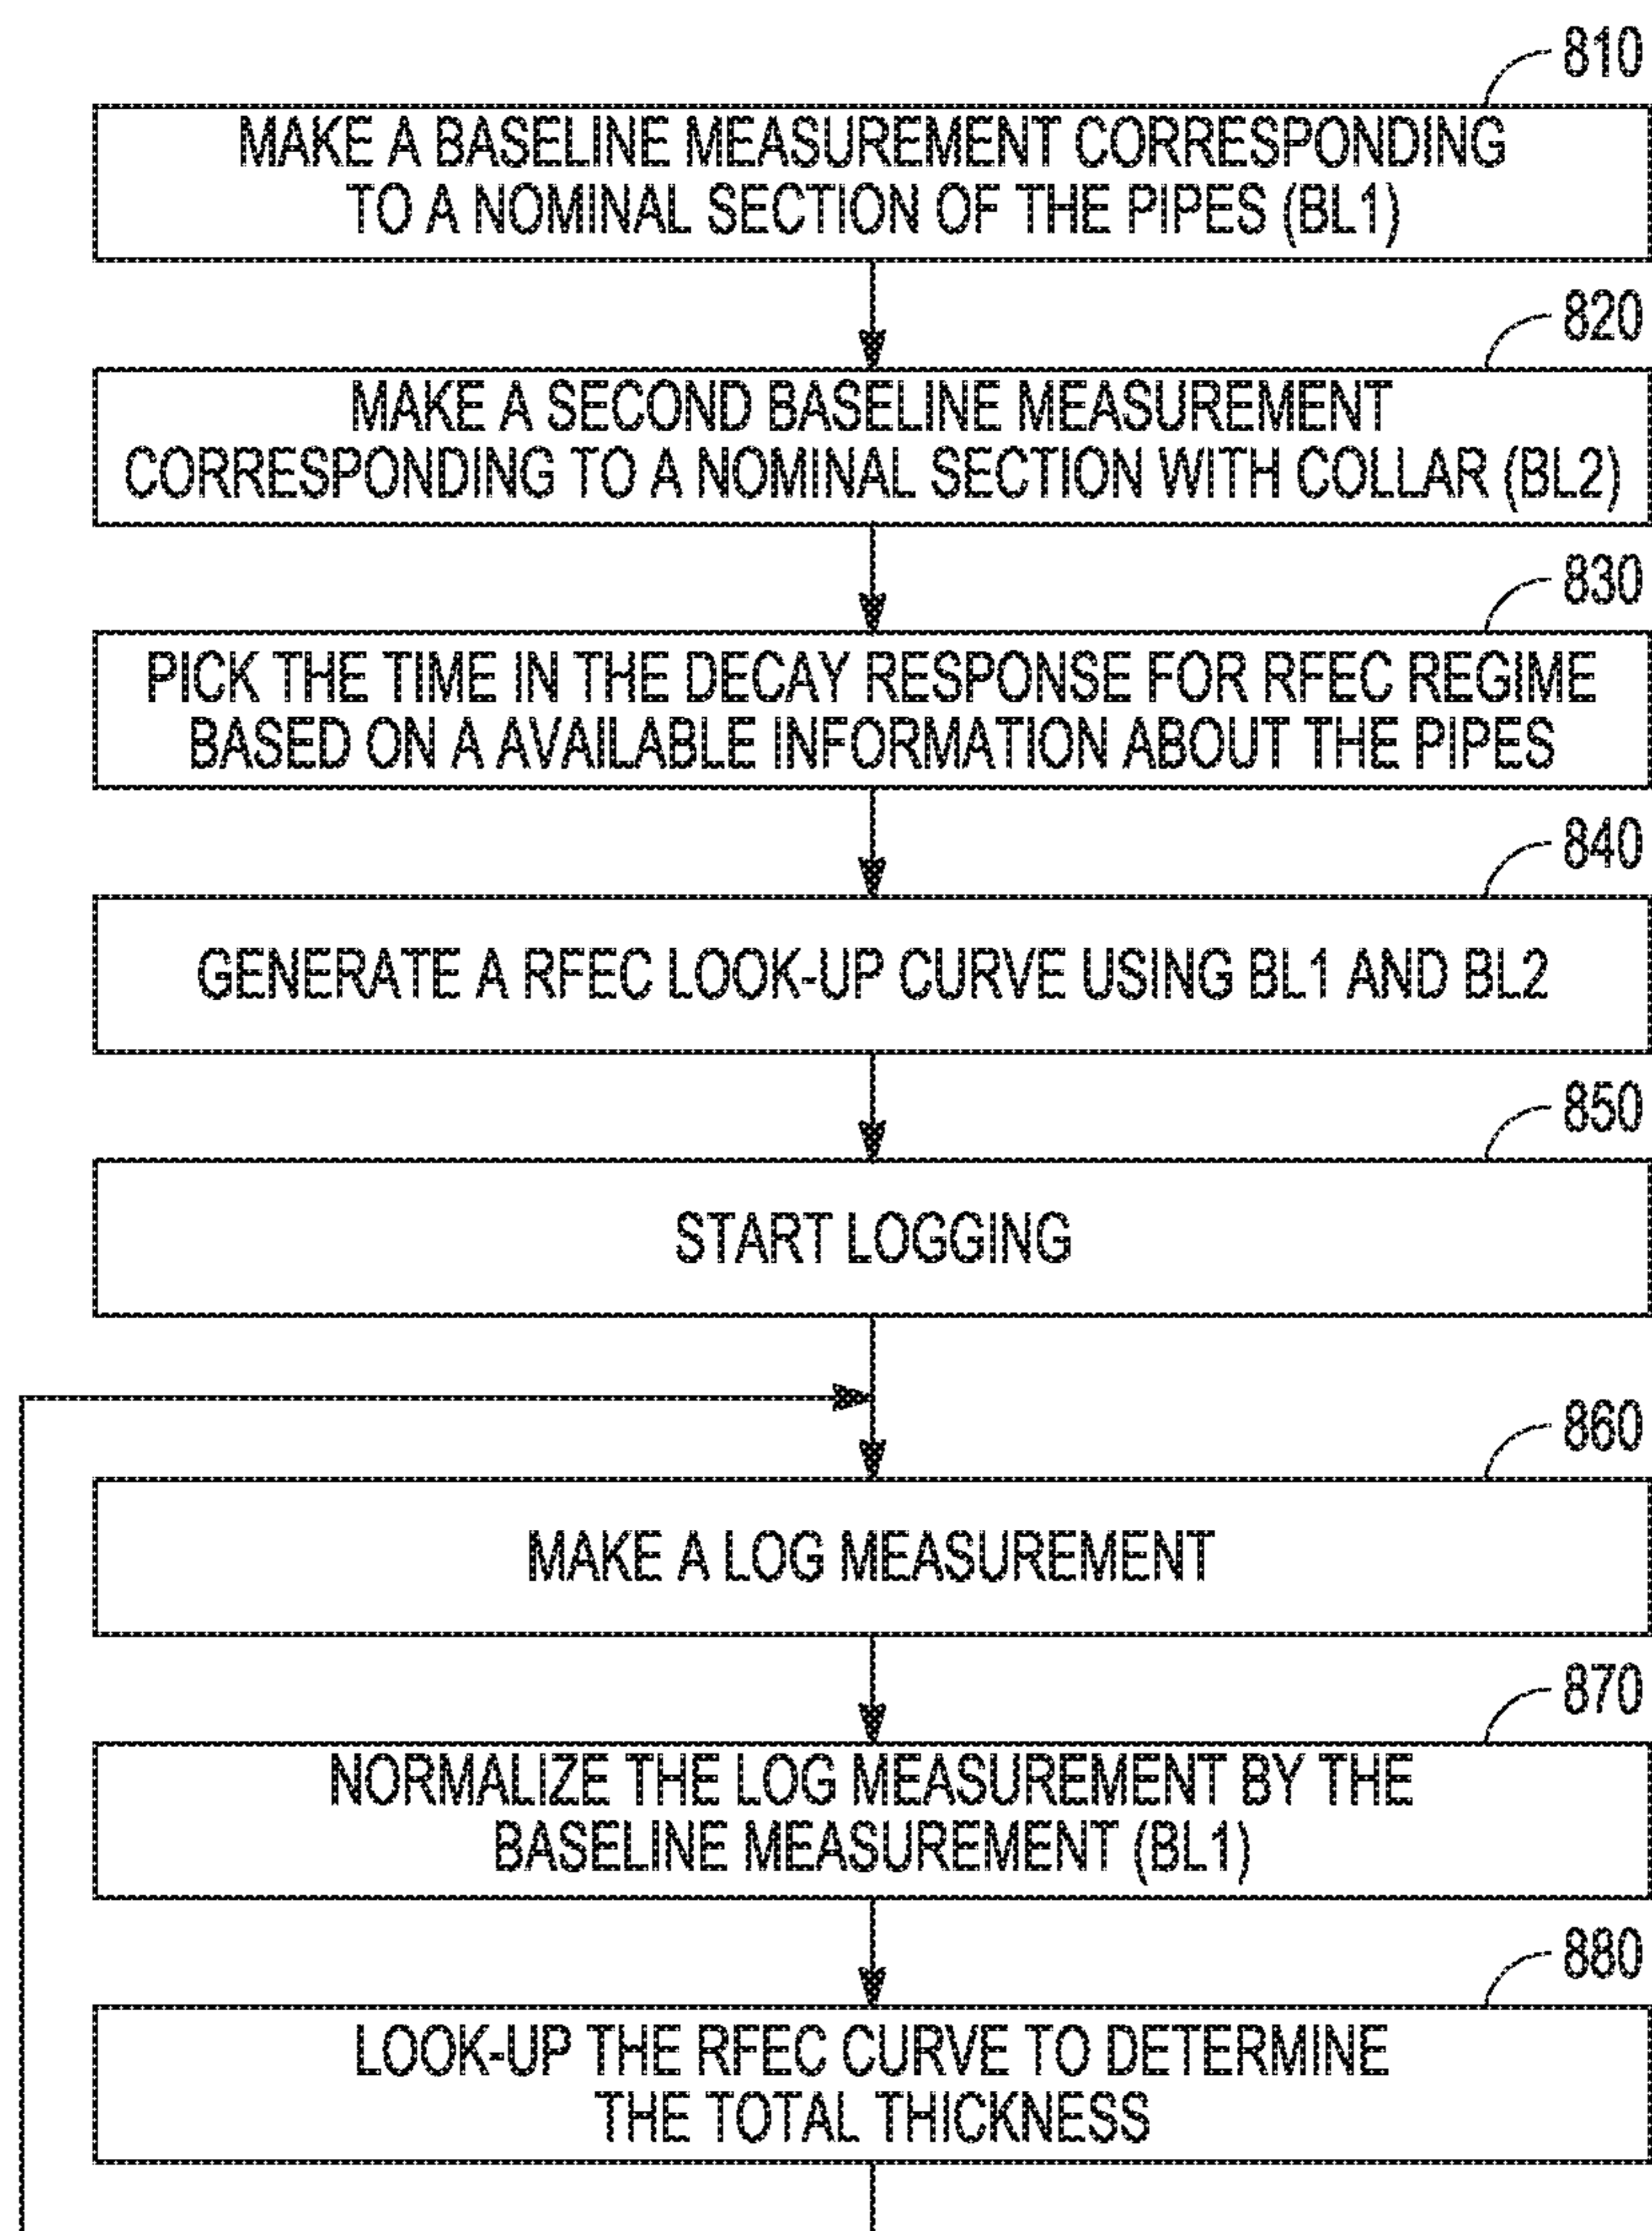 810
MAKE A BASELINE MEASUREMENT CORRESPONDING
TO A NOMINAL SECTION OF THE PIPES (BL1)
820
MAKE A SECOND BASELINE MEASUREMENT
CORRESPONDING TO A NOMINAL SECTION WITH COLLAR (BL2)
830
PICK THE TIME IN THE DECAY RESPONSE FOR RFEC REGIME
BASED ON A AVAILABLE INFORMATION ABOUT THE PIPES
840
GENERATE A RFEC LOOK-UP CURVE USING BL1 AND BL2
850
START LOGGING
860
MAKE A LOG MEASUREMENT
870
NORMALIZE THE LOG MEASUREMENT BY THE
BASELINE MEASUREMENT (BL1)
880
LOOK-UP THE RFEC CURVE TO DETERMINE
THE TOTAL THICKNESS